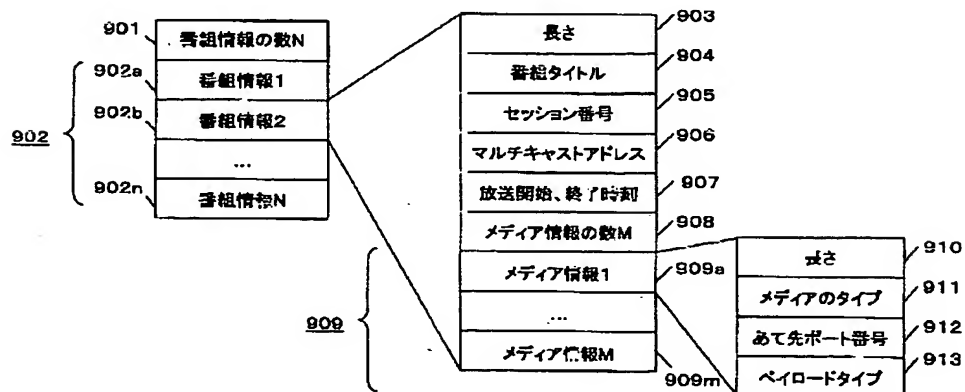 901
番組情報の数N
902a
番組情報1
902b
番組情報2
902
...
902n
番組情報N
903
長さ
904
番組タイトル
905
セッション番号
906
マルチキャストアドレス
907
放送開始、終了時刻
908
メディア情報の数M
909
メディア情報1
909a
...
メディア情報M
909m
910
長さ
911
メディアのタイプ
912
あて先ポート番号
913
ペイロードタイプ